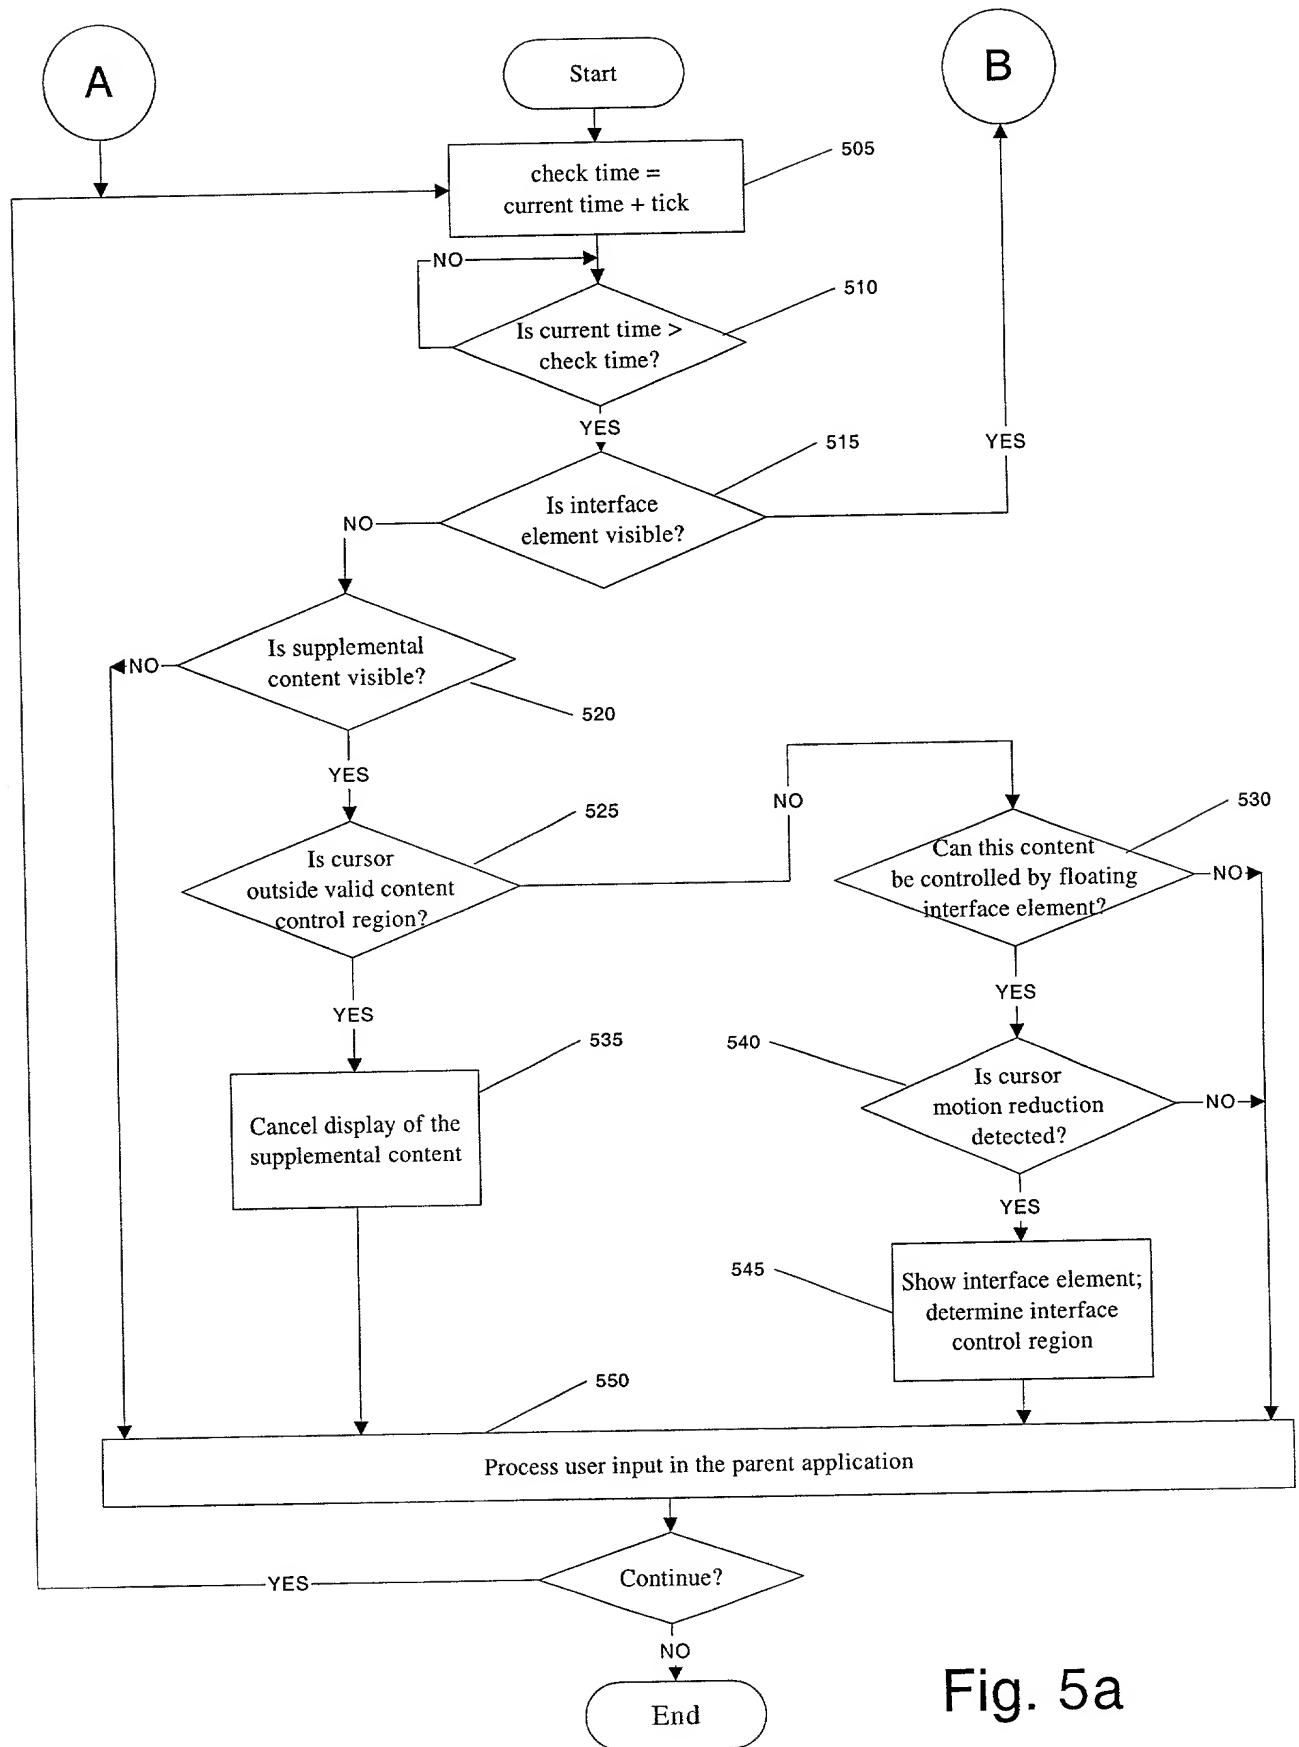 A
Start
B
check time =
current time + tick
505
NO
Is current time >
check time?
510
YES
Is interface
element visible?
515
YES
NO
Is supplemental
content visible?
NO
520
YES
Is cursor
outside valid content
control region?
525
NO
Can this content
be controlled by floating
interface element?
530
NO
YES
YES
535
540
Is cursor
motion reduction
detected?
NO
Cancel display of the
supplemental content
YES
545
Show interface element;
determine interface
control region
550
Process user input in the parent application
Continue?
YES
NO
End
Fig. 5a